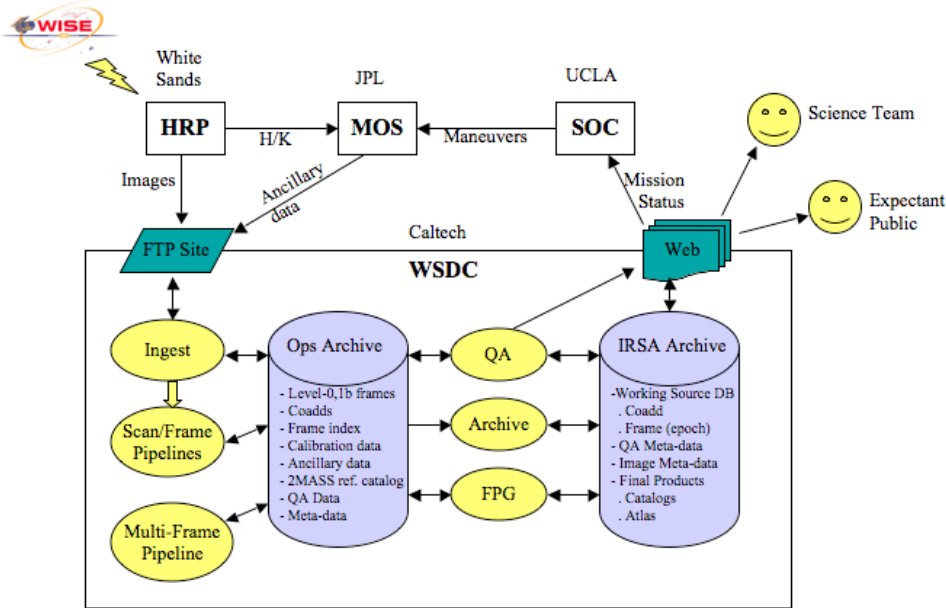 WISE
White
Sands
JPL
UCLA
HRP
H/K
MOS
Maneuvers
SOC
Science Team
Images
Ancillary
data
Mission
Status
Expectant
Public
FTP Site
Caltech
Web
WSDC
Ingest
Ops Archive
QA
IRSA Archive
- Level-0,1b frames
- Coadds
- Frame index
- Calibration data
- Ancillary data
- 2MASS ref. catalog
- QA Data
- Meta-data
Scan/Frame
Pipelines
Archive
-Working Source DB
. Coadd
. Frame (epoch)
- QA Meta-data
- Image Meta-data
- Final Products
. Catalogs
. Atlas
FPG
Multi-Frame
Pipeline